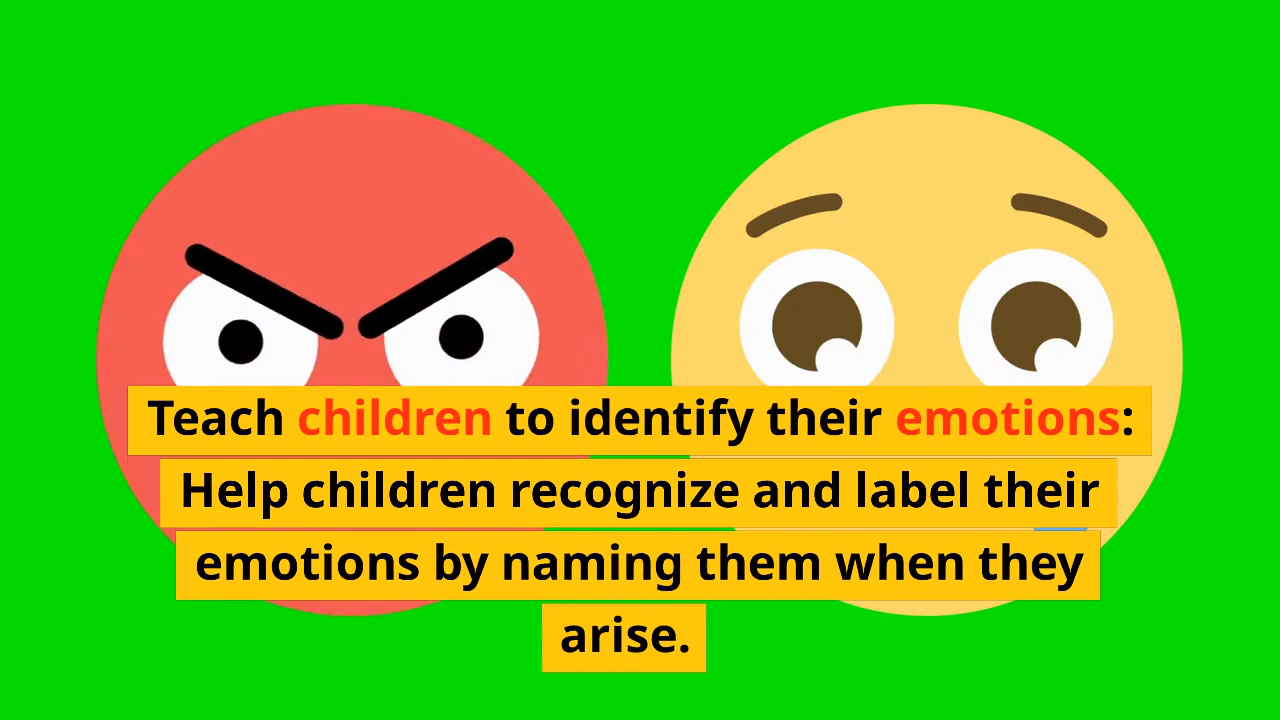 Teach children to identify their emotions:
Help children recognize and label their
emotions by naming them when they
arise.